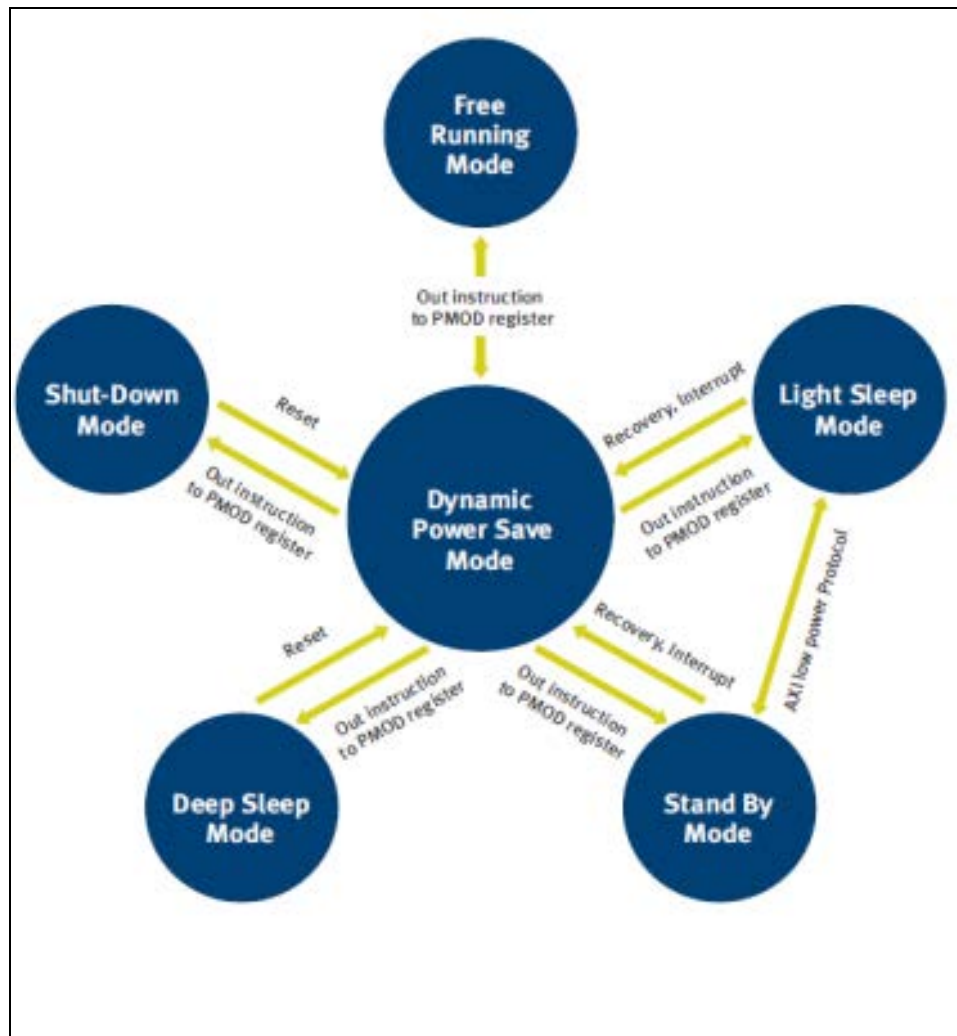 Free
Running
Mode
Out instruction
to PMOD register
Shut-Down
Mode
Reset
Out instruction
to PMOD register
Light Sleep
Mode
Recovery, Interrupt
Out instruction
to PMOD register
Dynamic
Power Save
Mode
AXI low power Protocol
Reset
Out instruction
to PMOD register
Recovery, Interrupt
Out instruction
to PMOD register
Deep Sleep
Mode
Stand By
Mode